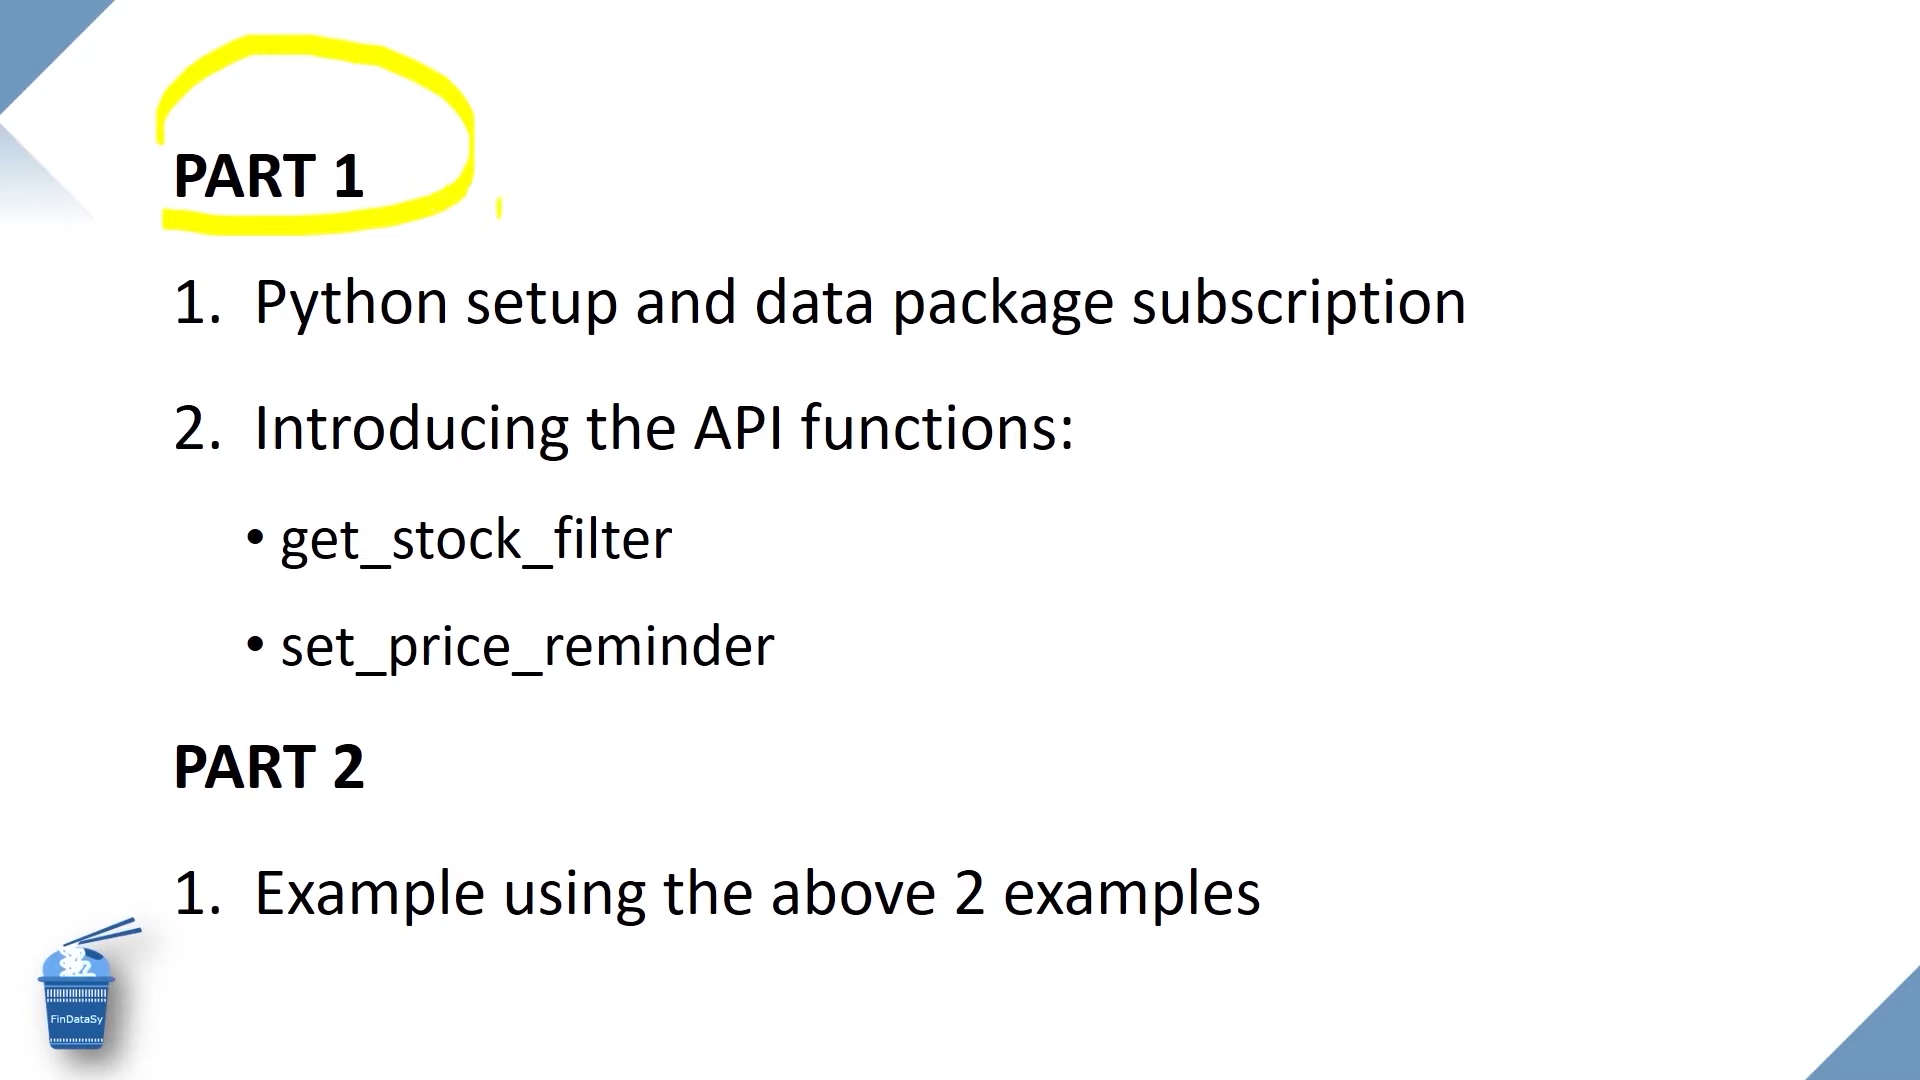 PART 1
1. Python setup and data package subscription
2. Introducing the API functions:
• get_stock_filter
• set_price_reminder
PART 2
1. Example using the above 2 examples
FinDataSy